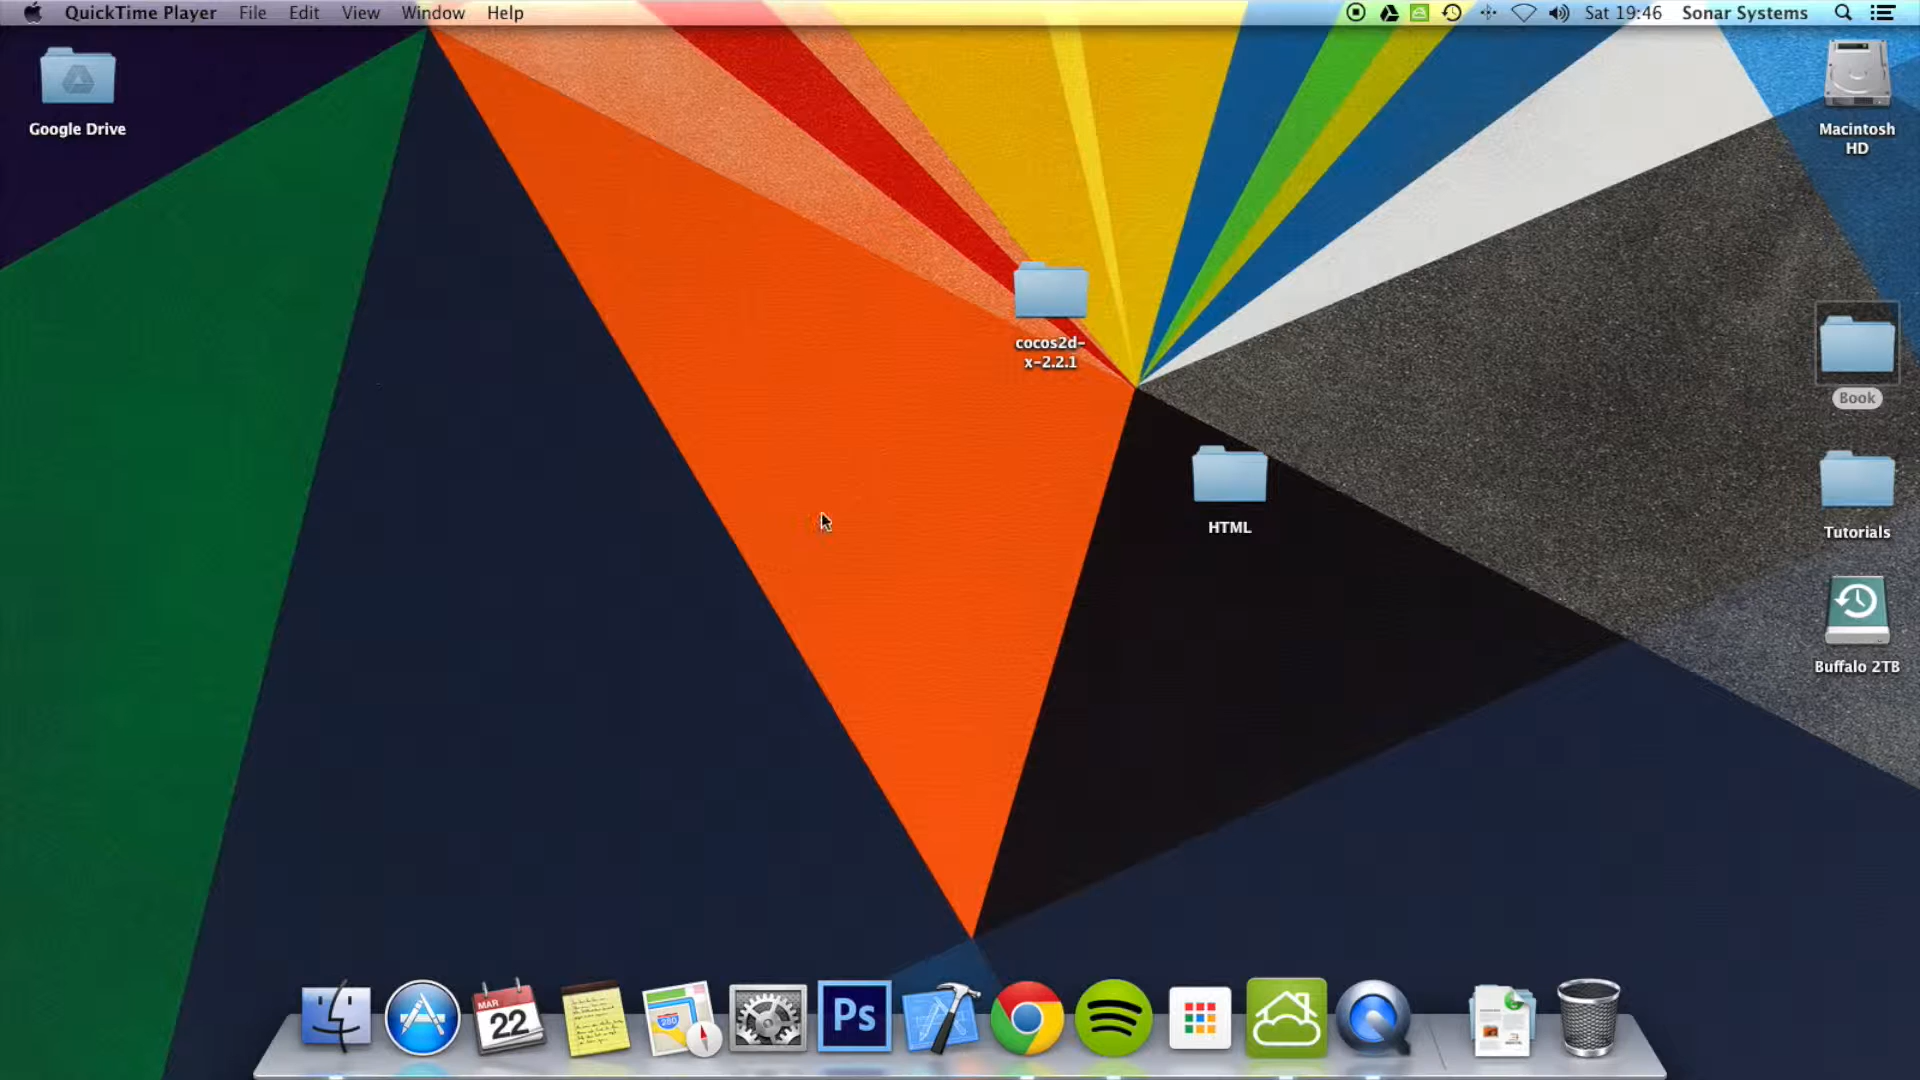 QuickTime Player File Edit View Window Help Sat 19:46 Sonar Systems
Google Drive
Macintosh
HD
cocos2d-
x-2.2.1
Book
HTML
Tutorials
Buffalo 2TB
MAR
22
280
Ps